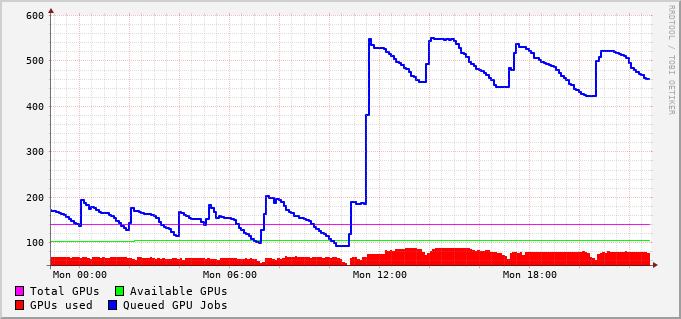 600
500
400
300
200
100
Mon 00:00 Mon 06:00 Mon 12:00 Mon 18:00
Total GPUs Available GPUs
GPUs used Queued GPU Jobs
RRDTOOL / TOBI OETIKER